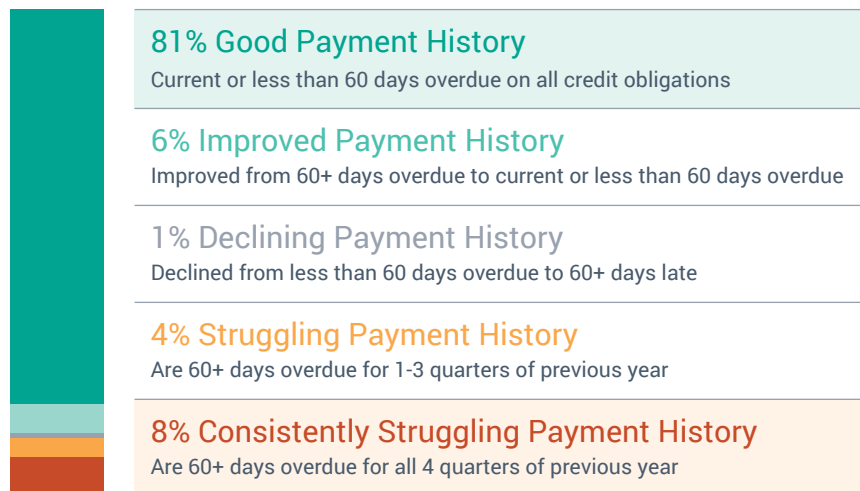 81% Good Payment History
Current or less than 60 days overdue on all credit obligations
6% Improved Payment History
Improved from 60+ days overdue to current or less than 60 days overdue
1% Declining Payment History
Declined from less than 60 days overdue to 60+ days late
4% Struggling Payment History
Are 60+ days overdue for 1-3 quarters of previous year
8% Consistently Struggling Payment History
Are 60+ days overdue for all 4 quarters of previous year